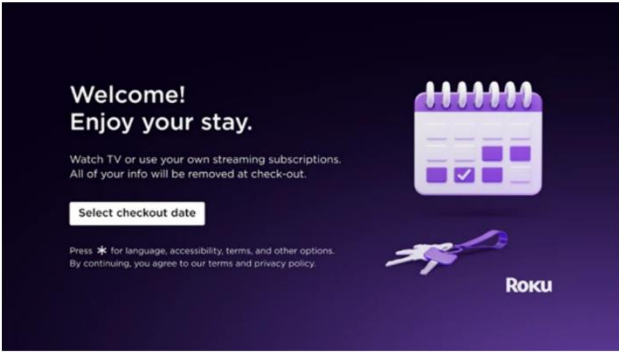 Welcome!
Enjoy your stay.
Watch TV or use your own streaming subscriptions.
All of your info will be removed at check-out.
Select checkout date
Press * for language, accessibility, terms, and other options.
By continuing, you agree to our terms and privacy policy.
Roku